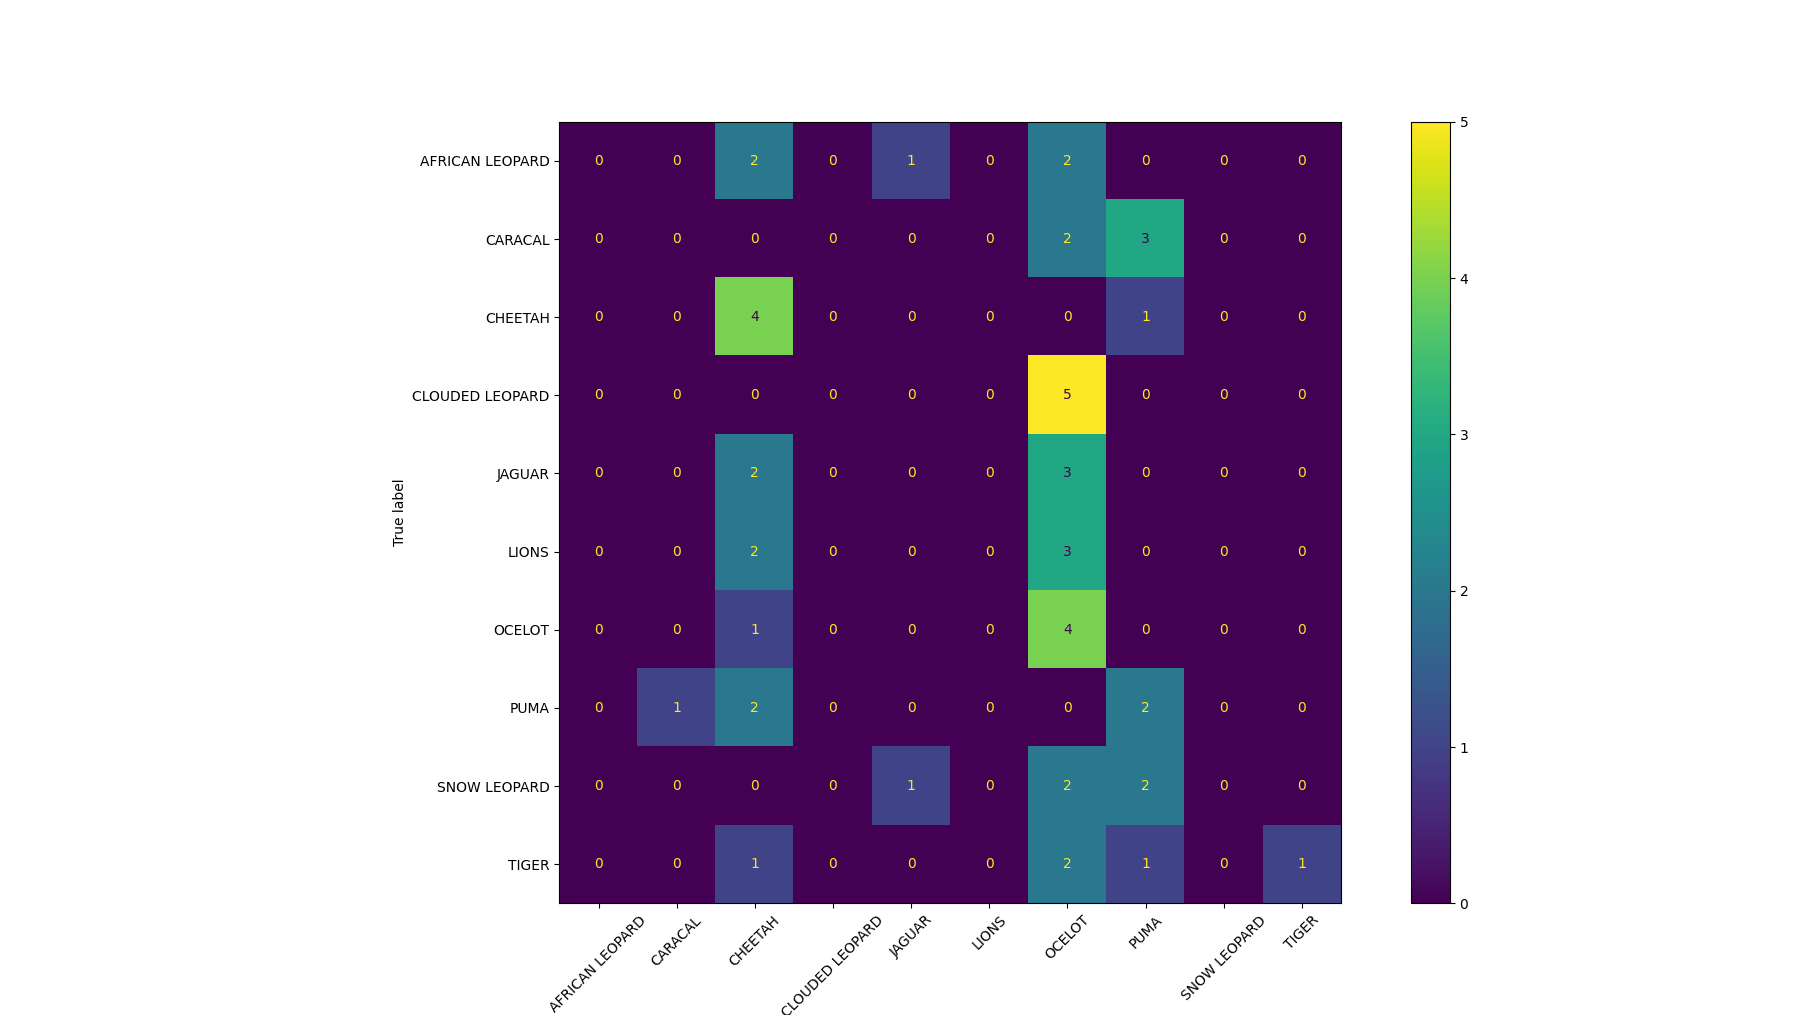 AFRICAN LEOPARD 0 0 2 0 1 0 2 0 0 0
CARACAL 0 0 0 0 0 0 2 3 0 0
CHEETAH 0 0 4 0 0 0 0 1 0 0
CLOUDED LEOPARD 0 0 0 0 0 0 5 0 0 0
JAGUAR 0 0 2 0 0 0 3 0 0 0
LIONS 0 0 2 0 0 0 3 0 0 0
OCELOT 0 0 1 0 0 0 4 0 0 0
PUMA 0 1 2 0 0 0 0 2 0 0
SNOW LEOPARD 0 0 0 0 1 0 2 2 0 0
TIGER 0 0 1 0 0 0 2 1 0 1
True label
AFRICAN LEOPARD CARACAL CHEETAH CLOUDED LEOPARD JAGUAR LIONS OCELOT PUMA SNOW LEOPARD TIGER
5
4
3
2
1
0